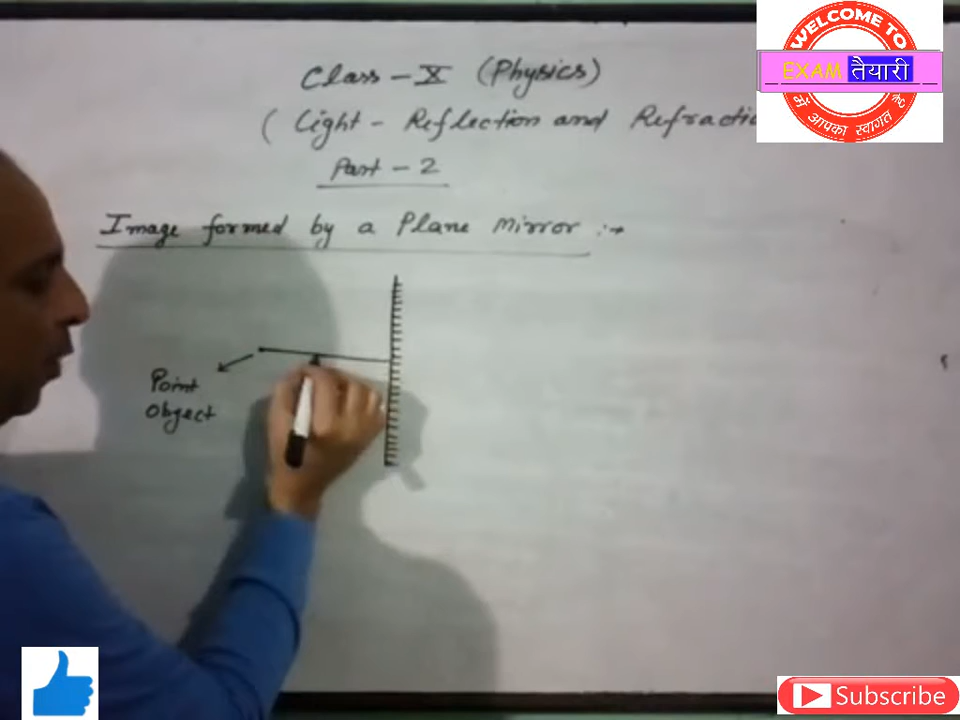 Class - X (Physics)
( Light - Reflection and Refractio
Part - 2
Image formed by a Plane Mirror :→
Point
Object
WELCOME TO
EXAM तैयारी
में आपका स्वागत है
Subscribe